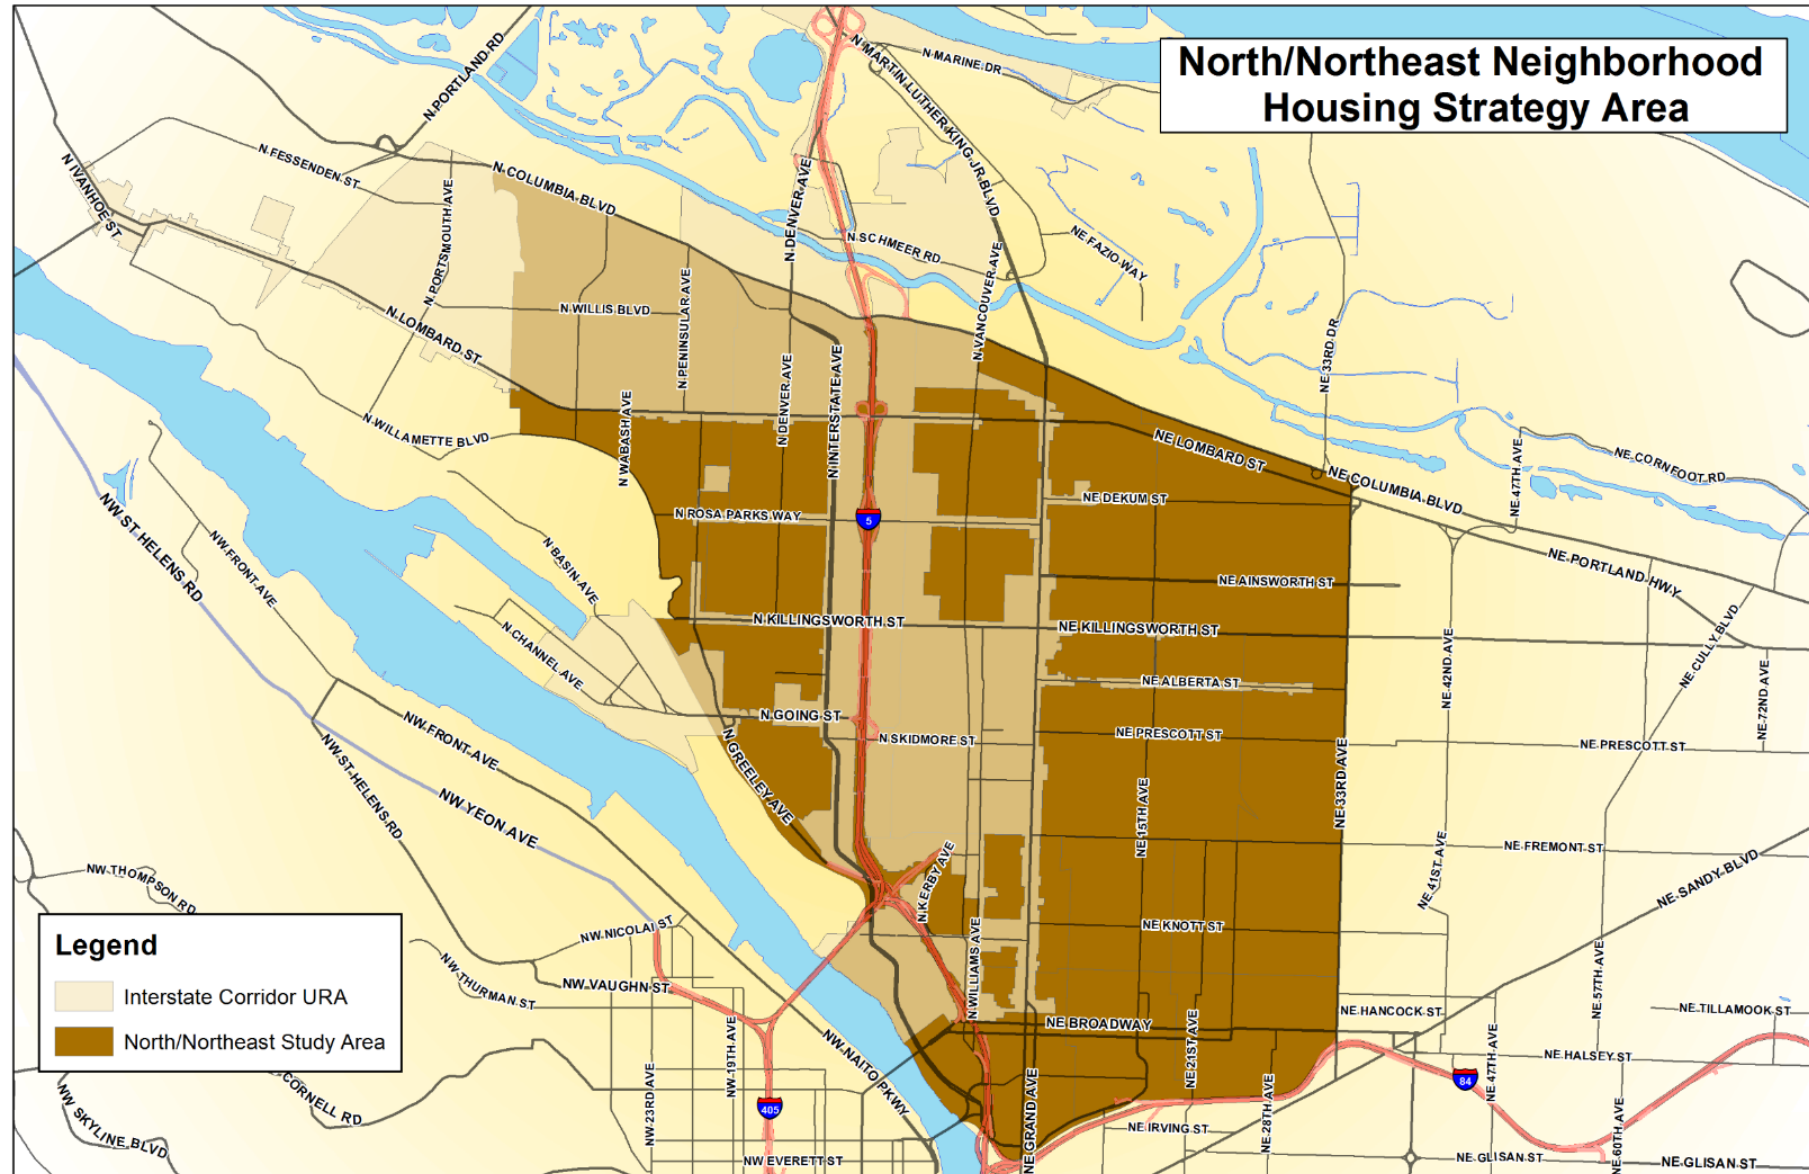 North/Northeast Neighborhood
Housing Strategy Area
N PORTLAND RD
N MARTIN LUTHER KING JR BLVD
N MARINE DR
N FESSENDEN ST
N IVANHOE ST
N COLUMBIA BLVD
N PORTSMOUTH AVE
N DENVER AVE
N SCHMEER RD
NE FAZIO WAY
N VANCOUVER AVE
N PENINSULAR AVE
N WILLIS BLVD
N LOMBARD ST
NE 33RD DR
N INTERSTATE AVE
N DENVER AVE
N WABASH AVE
N WILLAMETTE BLVD
NE LOMBARD ST
NE COLUMBIA BLVD
NE 47TH AVE
NE CORNFOOT RD
NE DEKUM ST
N ROSA PARKS WAY
5
NW ST HELENS RD
NW FRONT AVE
N BASIN AVE
NE PORTLAND HWY
NE AINSWORTH ST
N KILLINGSWORTH ST
NE KILLINGSWORTH ST
N CHANNEL AVE
NE CULLY BLVD
NE 42ND AVE
NE 72ND AVE
NE ALBERTA ST
N GOING ST
NW FRONT AVE
N SKIDMORE ST
NE PRESCOTT ST
NE PRESCOTT ST
N GREELEY AVE
NW ST HELENS RD
NW YEON AVE
NE 33RD AVE
NE 15TH AVE
NE FREMONT ST
N KERBY AVE
NE 41ST AVE
NE SANDY BLVD
NW THOMPSON RD
NW NICOLAI ST
NE KNOTT ST
N WILLIAMS AVE
NW THURMAN ST
NW VAUGHN ST
NE 57TH AVE
Legend
Interstate Corridor URA
North/Northeast Study Area
NE BROADWAY
NE HANCOCK ST
NE TILLAMOOK ST
NW 19TH AVE
NW NAITO PKWY
NE 21ST AVE
NE 47TH AVE
NE HALSEY ST
84
NW 23RD AVE
405
NE GRAND AVE
NE 28TH AVE
CORNELL RD
NW SKYLINE BLVD
NE IRVING ST
NE 60TH AVE
NW EVERETT ST
NE GLISAN ST
NE GLISAN ST